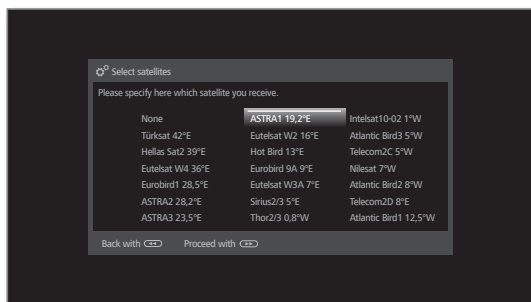 Select satellites
Please specify here which satellite you receive.
None ASTRA1 19,2°E Intelsat10-02 1°W
Türksat 42°E Eutelsat W2 16°E Atlantic Bird3 5°W
Hellas Sat2 39°E Hot Bird 13°E Telecom2C 5°W
Eutelsat W4 36°E Eurobird 9A 9°E Nilesat 7°W
Eurobird1 28,5°E Eutelsat W3A 7°E Atlantic Bird2 8°W
ASTRA2 28,2°E Sirius2/3 5°E Telecom2D 8°E
ASTRA3 23,5°E Thor2/3 0,8°W Atlantic Bird1 12,5°W
Back with Proceed with